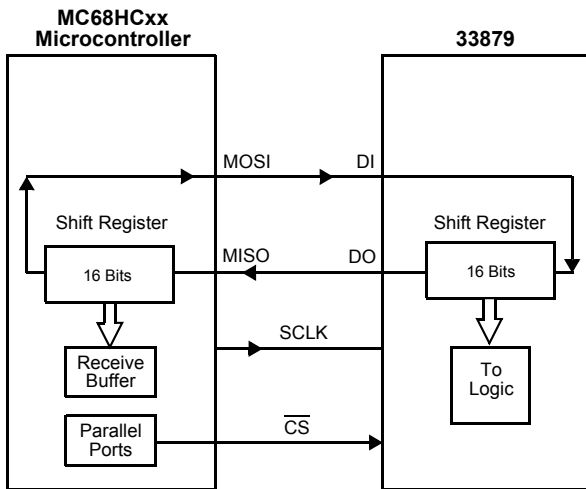 MC68HCxx
Microcontroller
33879
MOSI
DI
Shift Register
Shift Register
MISO
DO
16 Bits
16 Bits
SCLK
Receive
Buffer
To
Logic
Parallel
Ports
CS